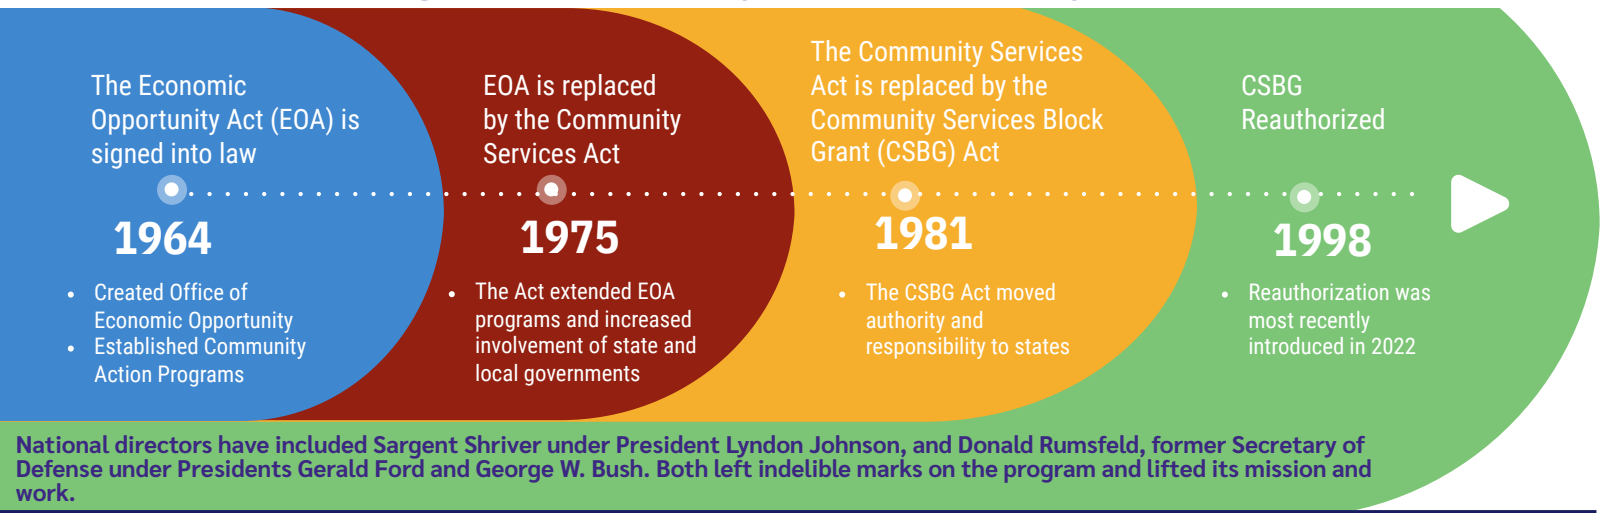 The Economic
Opportunity Act (EOA) is
signed into law
1964
• Created Office of
Economic Opportunity
• Established Community
Action Programs
EOA is replaced
by the Community
Services Act
1975
• The Act extended EOA
programs and increased
involvement of state and
local governments
The Community Services
Act is replaced by the
Community Services Block
Grant (CSBG) Act
1981
• The CSBG Act moved
authority and
responsibility to states
CSBG
Reauthorized
1998
• Reauthorization was
most recently
introduced in 2022
National directors have included Sargent Shriver under President Lyndon Johnson, and Donald Rumsfeld, former Secretary of
Defense under Presidents Gerald Ford and George W. Bush. Both left indelible marks on the program and lifted its mission and
work.